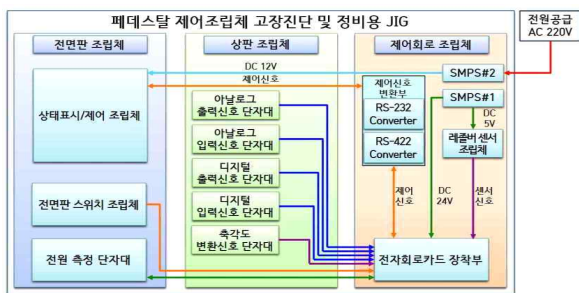 페데스탈 제어조립체 고장진단 및 정비용 JIG
전원공급
AC 220V
전면판 조립체
상판 조립체
제어회로 조립체
DC 12V
제어신호
상태표시/제어 조립체
전면판 스위치 조립체
전원 측정 단자대
아날로그
출력신호 단자대
아날로그
입력신호 단자대
디지털
출력신호 단자대
디지털
입력신호 단자대
축각도
변환신호 단자대
제어신호
변환부
RS-232
Converter
RS-422
Converter
SMPS#2
SMPS#1
DC
5V
레졸버 센서
조립체
제어
신호
DC
24V
센서
신호
전자회로카드 장착부